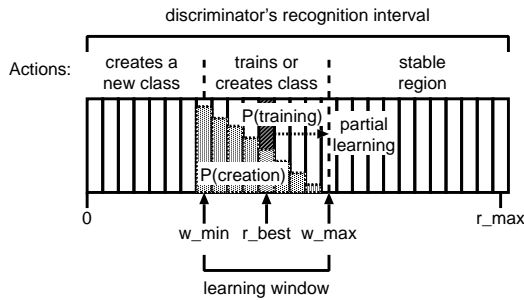 discriminator's recognition interval
Actions:
creates a
new class
trains or
creates class
stable
region
P(training)
partial
learning
P(creation)
0
r_max
w_min
r_best
w_max
learning window